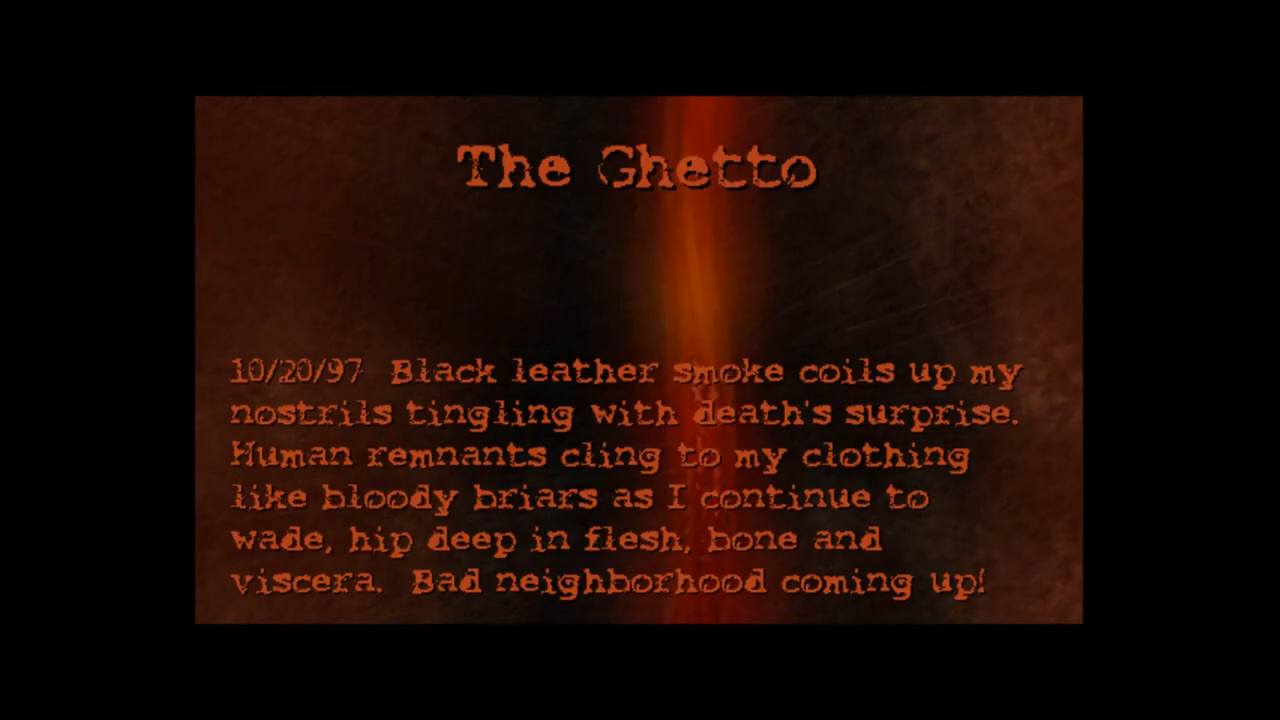 The Ghetto
10/20/97 Black leather smoke coils up my
nostrils tingling with death's surprise.
Human remnants cling to my clothing
like bloody briars as I continue to
wade, hip deep in flesh, bone and
viscera. Bad neighborhood coming up!